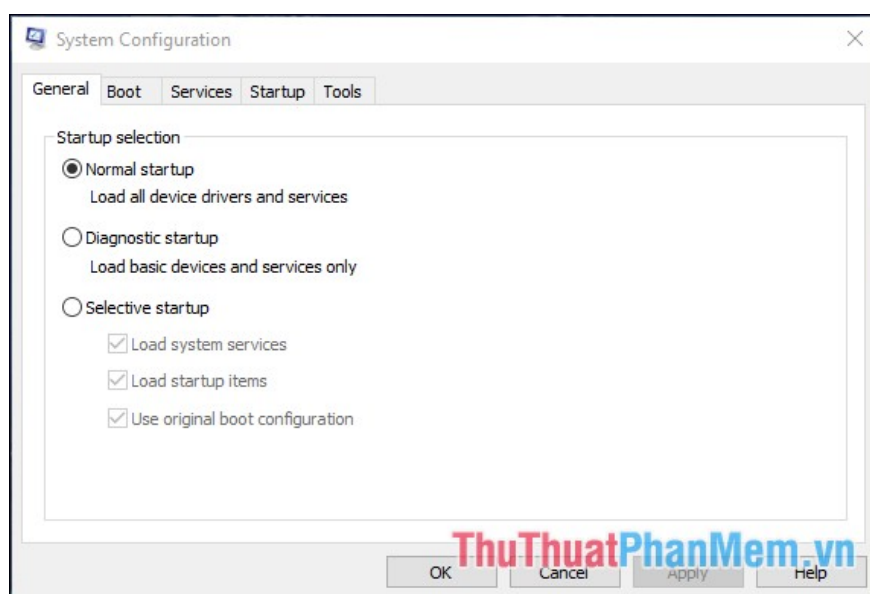 System Configuration
General Boot Services Startup Tools
Startup selection
Normal startup
Load all device drivers and services
Diagnostic startup
Load basic devices and services only
Selective startup
Load system services
Load startup items
Use original boot configuration
ThuThuatPhanMem.vn
OK Cancel Apply Help